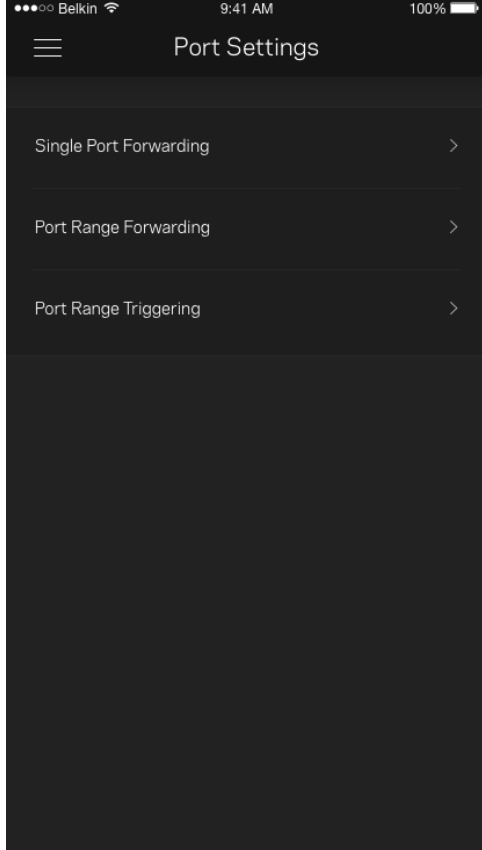 Belkin 9:41 AM 100%
Port Settings
Single Port Forwarding
Port Range Forwarding
Port Range Triggering